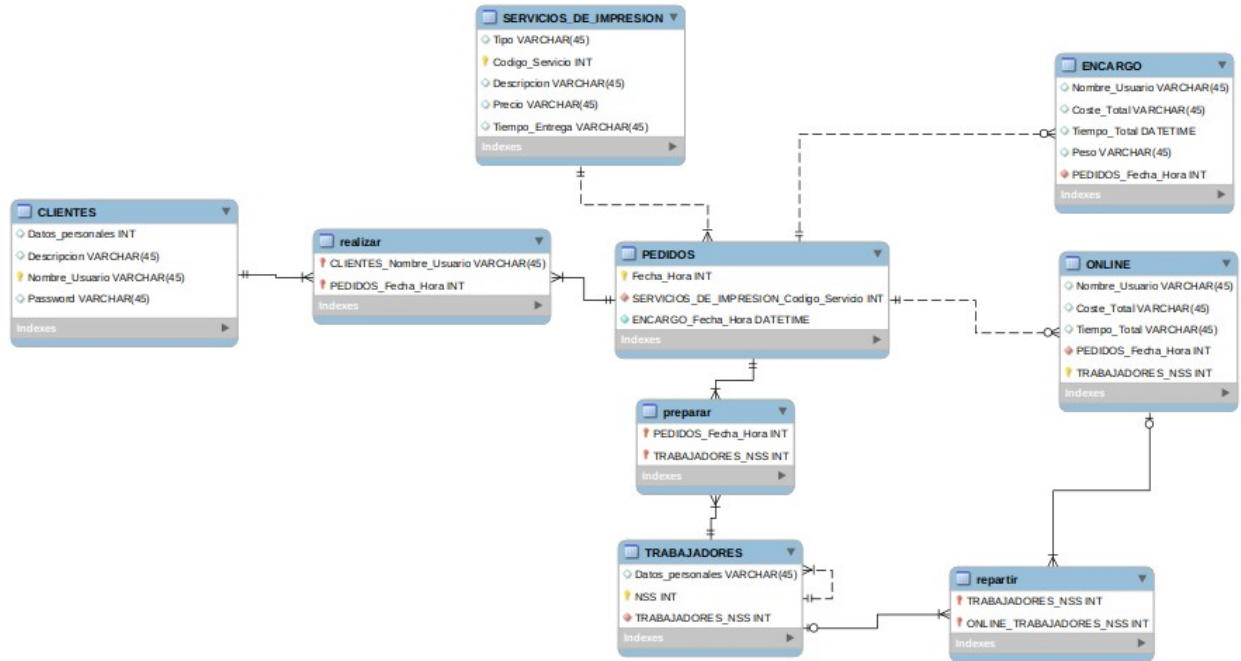 SERVICIOS_DE_IMPRESION
Tipo VARCHAR(45)
Codigo_Servicio INT
Descripcion VARCHAR(45)
Precio VARCHAR(45)
Tiempo_Entrega VARCHAR(45)
Indexes
ENCARGO
Nombre_Usuario VARCHAR(45)
Coste_Total VARCHAR(45)
Tiempo_Total DATETIME
Peso VARCHAR(45)
PEDIDOS_Fecha_Hora INT
Indexes
CLIENTES
Datos_personales INT
Descripcion VARCHAR(45)
Nombre_Usuario VARCHAR(45)
Password VARCHAR(45)
Indexes
realizar
CLIENTES_Nombre_Usuario VARCHAR(45)
PEDIDOS_Fecha_Hora INT
Indexes
PEDIDOS
Fecha_Hora INT
SERVICIOS_DE_IMPRESION_Codigo_Servicio INT
ENCARGO_Fecha_Hora DATETIME
Indexes
ONLINE
Nombre_Usuario VARCHAR(45)
Coste_Total VARCHAR(45)
Tiempo_Total VARCHAR(45)
PEDIDOS_Fecha_Hora INT
TRABAJADORES_NSS INT
Indexes
preparar
PEDIDOS_Fecha_Hora INT
TRABAJADORES_NSS INT
Indexes
TRABAJADORES
Datos_personales VARCHAR(45)
NSS INT
TRABAJADORES_NSS INT
Indexes
repartir
TRABAJADORES_NSS INT
ONLINE_TRABAJADORES_NSS INT
Indexes